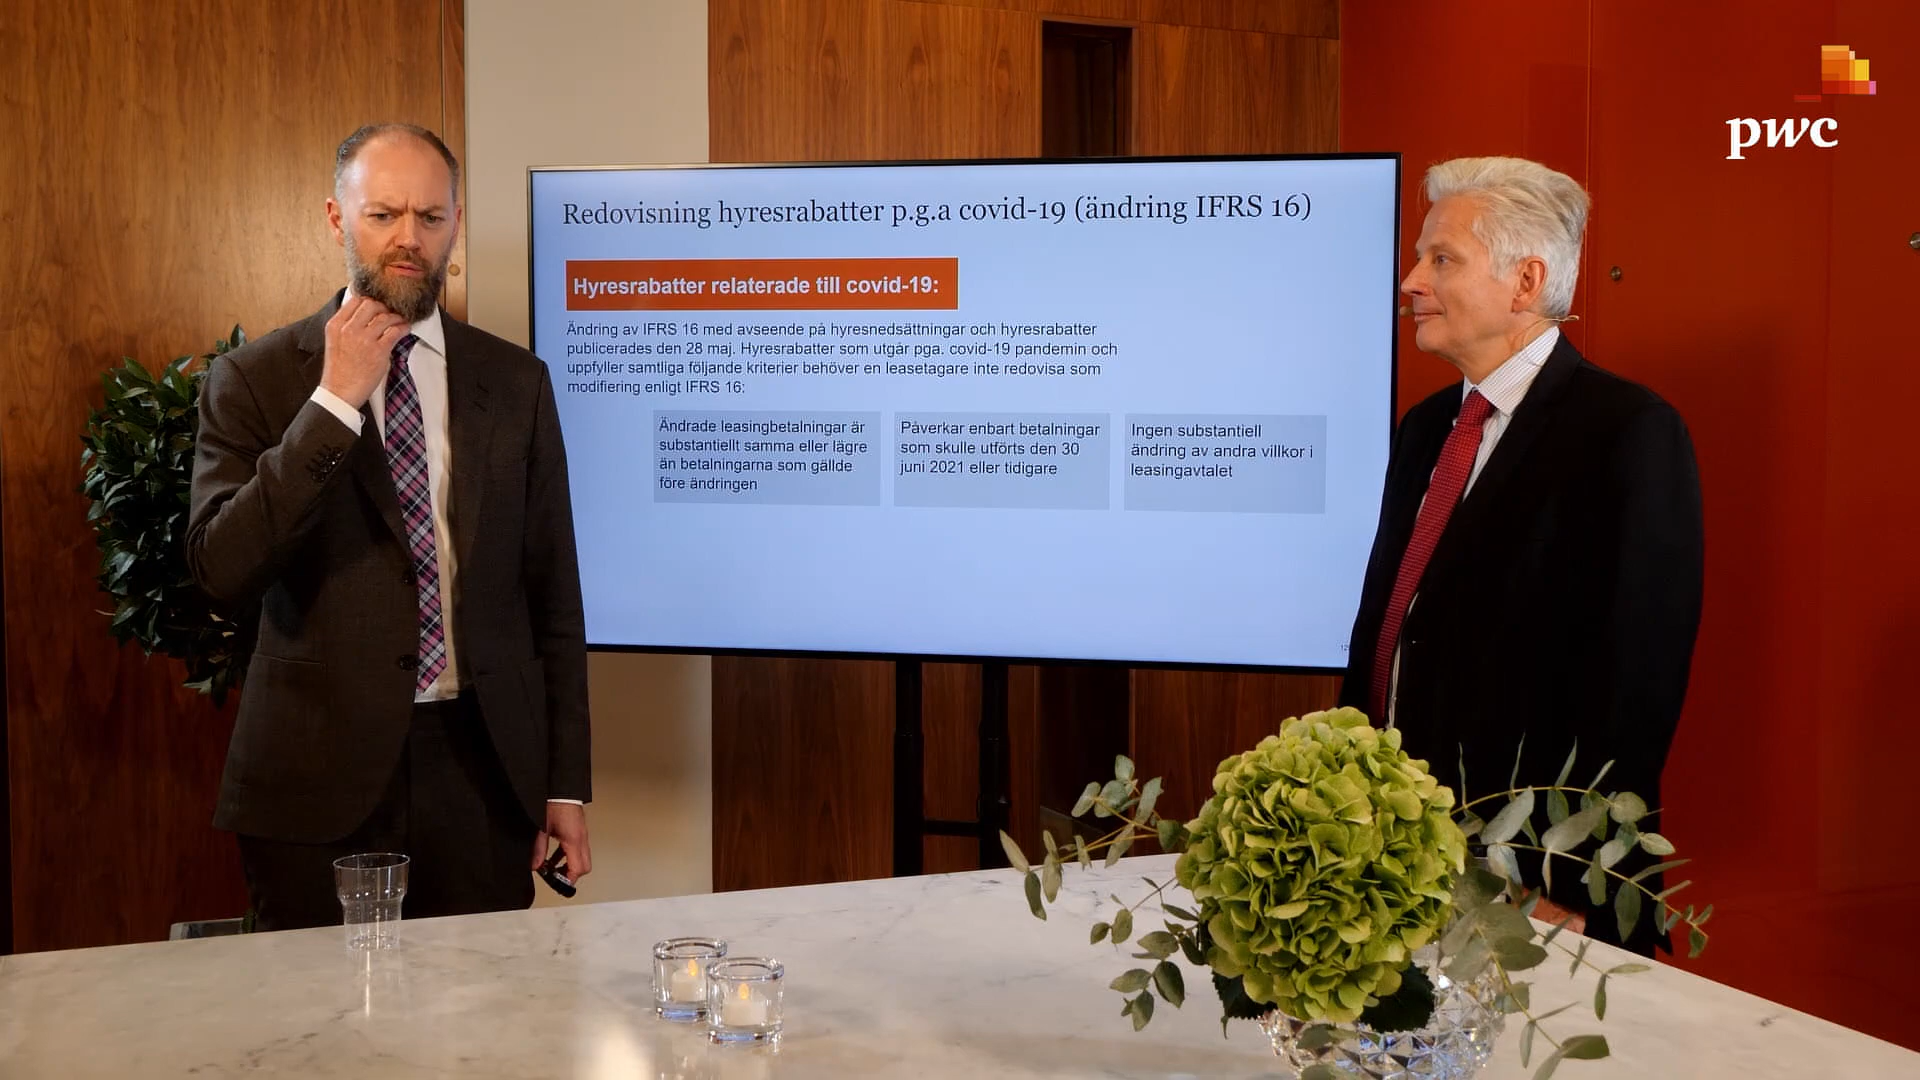 pwc
Redovisning hyresrabatter p.g.a covid-19 (ändring IFRS 16)
Hyresrabatter relaterade till covid-19:
Ändring av IFRS 16 med avseende på hyresnedsättningar och hyresrabatter
publicerades den 28 maj. Hyresrabatter som utgår pga. covid-19 pandemin och
uppfyller samtliga följande kriterier behöver en leasetagare inte redovisa som
modifiering enligt IFRS 16:
Ändrade leasingbetalningar är
substantiellt samma eller lägre
än betalningarna som gällde
före ändringen
Påverkar enbart betalningar
som skulle utförts den 30
juni 2021 eller tidigare
Ingen substantiell
ändring av andra villkor i
leasingavtalet